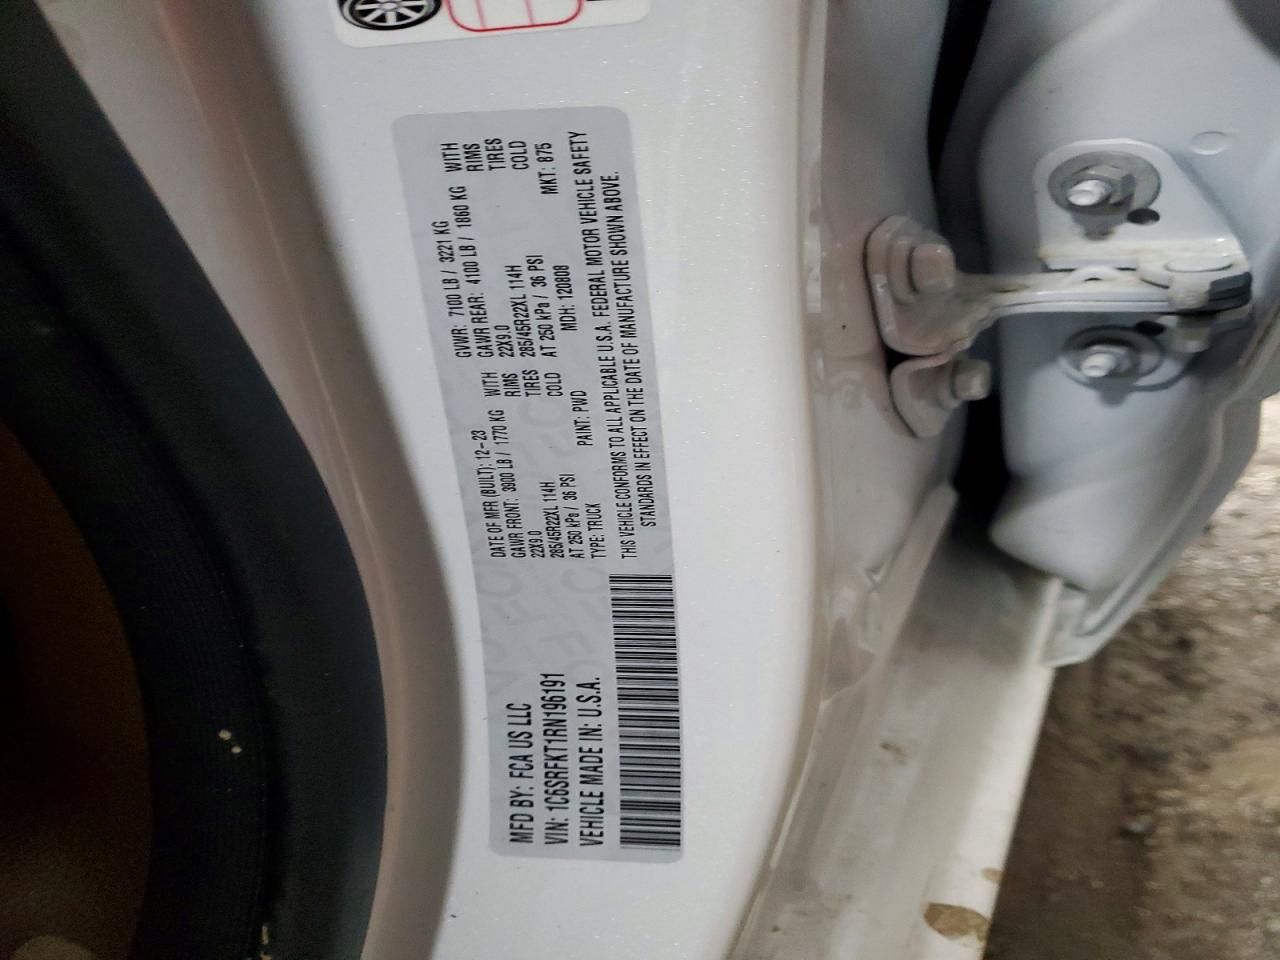 MFD BY: FCA US LLC
VIN: 1C6SRFKT1RN196191
VEHICLE MADE IN: U.S.A.
DATE OF MFR (BUILT): 12-23 GVWR: 7100 LB / 3221 KG
GAWR FRONT: 3900 LB / 1770 KG WITH GAWR REAR: 4100 LB / 1860 KG WITH
22X9.0 RIMS 22X9.0 RIMS
285/45R22XL 114H TIRES 285/45R22XL 114H TIRES
AT 250 kPa / 36 PSI COLD AT 250 kPa / 36 PSI COLD
TYPE: TRUCK PAINT: PWD MDH: 120808 MKT: 875
THIS VEHICLE CONFORMS TO ALL APPLICABLE U.S.A. FEDERAL MOTOR VEHICLE SAFETY
STANDARDS IN EFFECT ON THE DATE OF MANUFACTURE SHOWN ABOVE.